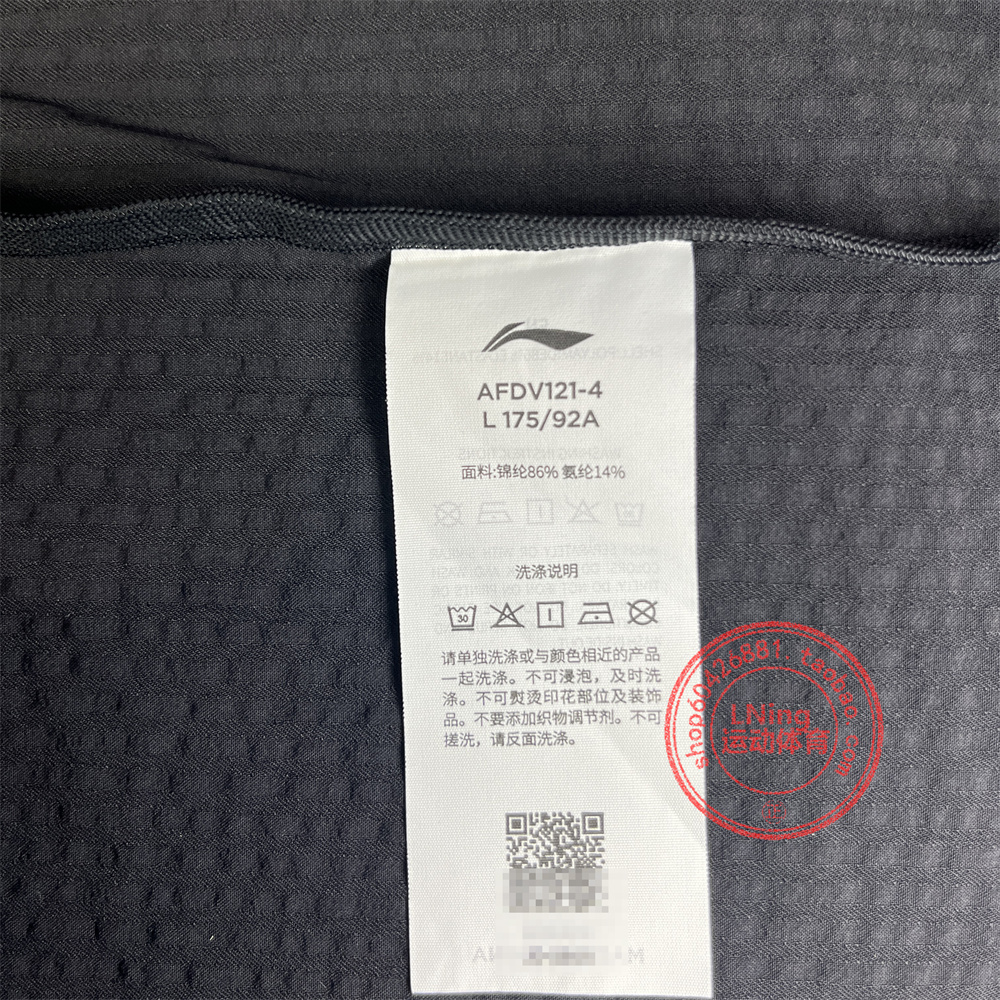 AFDV121-4
L 175/92A
面料:锦纶86% 氨纶14%
洗涤说明
30
请单独洗涤或与颜色相近的产品
一起洗涤。不可浸泡，及时洗
涤。不可熨烫印花部位及装饰
品。不要添加织物调节剂。不可
搓洗，请反面洗涤。
shop60426881.taobao.com
LNing
运动体育